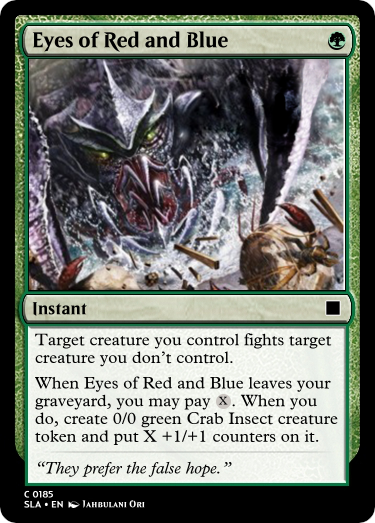 Eyes of Red and Blue
Instant
Target creature you control fights target
creature you don't control.
When Eyes of Red and Blue leaves your
graveyard, you may pay X. When you
do, create 0/0 green Crab Insect creature
token and put X +1/+1 counters on it.
"They prefer the false hope."
C 0185
SLA • EN Jahbulani Ori